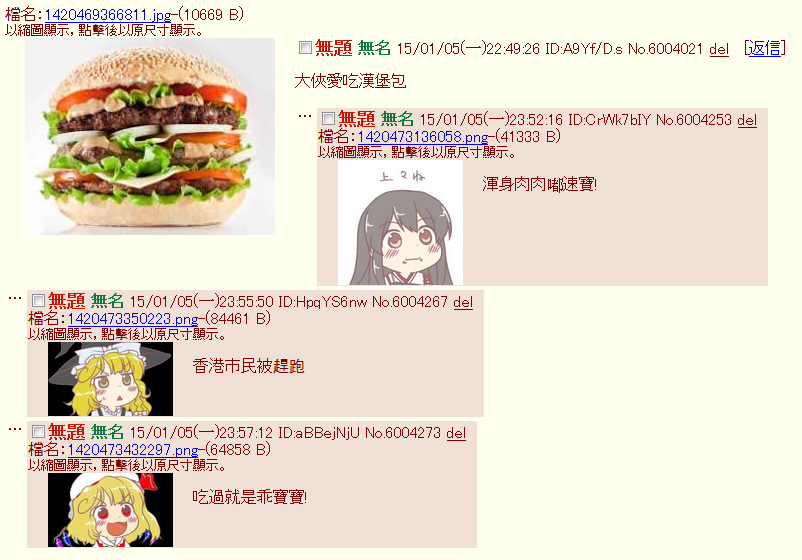 檔名:1420469366811.jpg-(10669 B)
以縮圖顯示，點擊後以原尺寸顯示。
無題 無名 15/01/05(一)22:49:26 ID:A9Yf/D.s No.6004021 del [返信]
大俠愛吃漢堡包
… 無題 無名 15/01/05(一)23:52:16 ID:CrWk7bIY No.6004253 del
檔名:1420473136058.png-(41333 B)
以縮圖顯示，點擊後以原尺寸顯示。
上々ね
渾身肉肉嘟速寶!
… 無題 無名 15/01/05(一)23:55:50 ID:HpqYS6nw No.6004267 del
檔名:1420473350223.png-(84461 B)
以縮圖顯示，點擊後以原尺寸顯示。
香港市民被趕跑
… 無題 無名 15/01/05(一)23:57:12 ID:aBBejNjU No.6004273 del
檔名:1420473432297.png-(64858 B)
以縮圖顯示，點擊後以原尺寸顯示。
吃過就是乖寶寶!